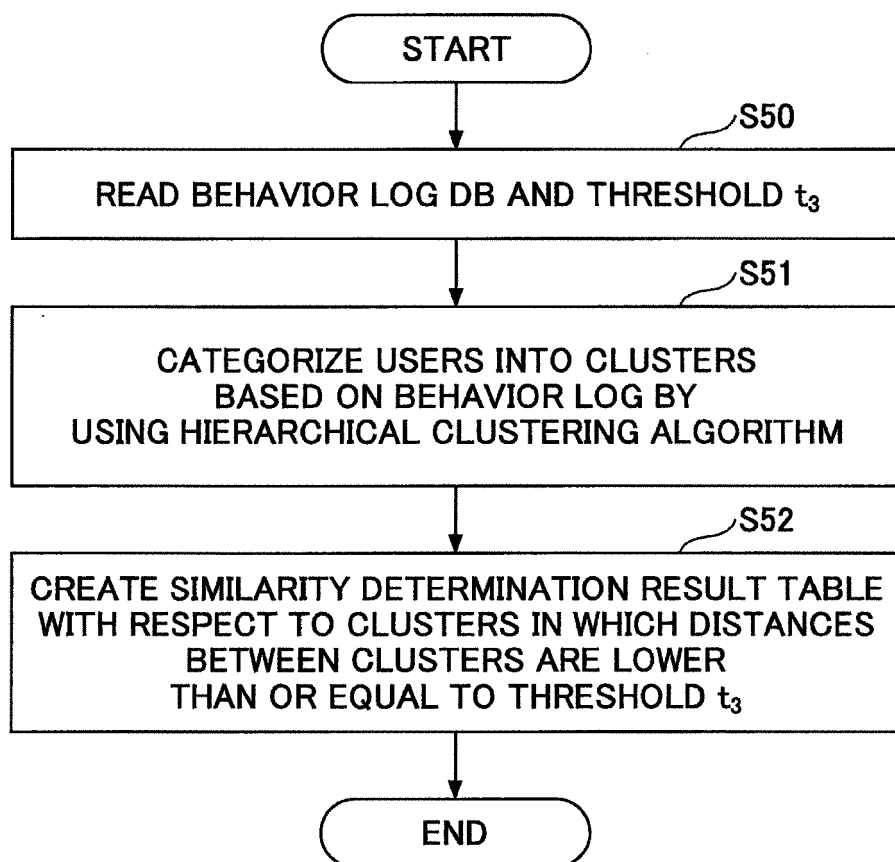 START
S50
READ BEHAVIOR LOG DB AND THRESHOLD t₃
S51
CATEGORIZE USERS INTO CLUSTERS
BASED ON BEHAVIOR LOG BY
USING HIERARCHICAL CLUSTERING ALGORITHM
S52
CREATE SIMILARITY DETERMINATION RESULT TABLE
WITH RESPECT TO CLUSTERS IN WHICH DISTANCES
BETWEEN CLUSTERS ARE LOWER
THAN OR EQUAL TO THRESHOLD t₃
END